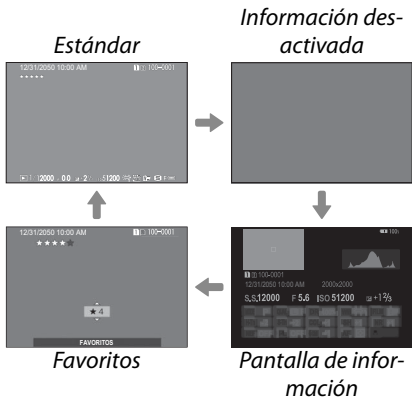 Estándar
Información des-
activada
12/31/2050 10:00 AM
100-0001
★★★★★
12000
51200
12/31/2050 10:00 AM
100-0001
★★★★★
★4
FAVORITOS
100%
100-0001
12/31/2050 10:00 AM 2000x2000
S.S.12000 F 5.6 ISO 51200 +1 2/3
Favoritos
Pantalla de infor-
mación